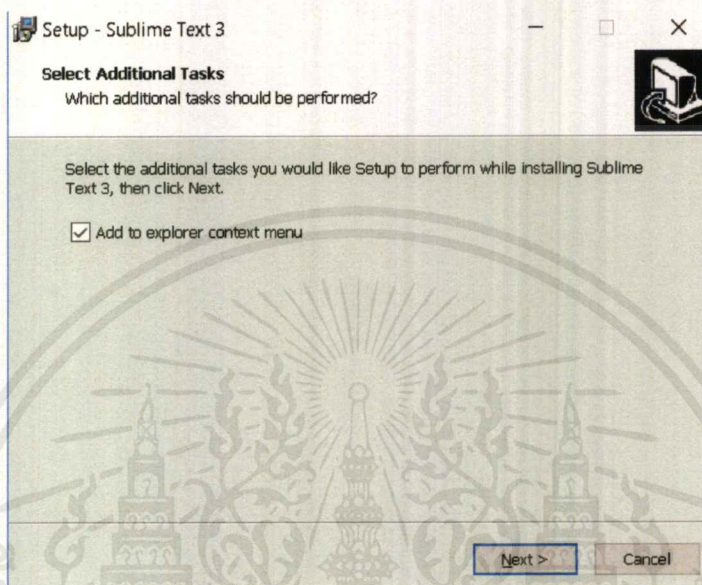 Setup - Sublime Text 3
Select Additional Tasks
Which additional tasks should be performed?
Select the additional tasks you would like Setup to perform while installing Sublime
Text 3, then click Next.
Add to explorer context menu
Next >
Cancel